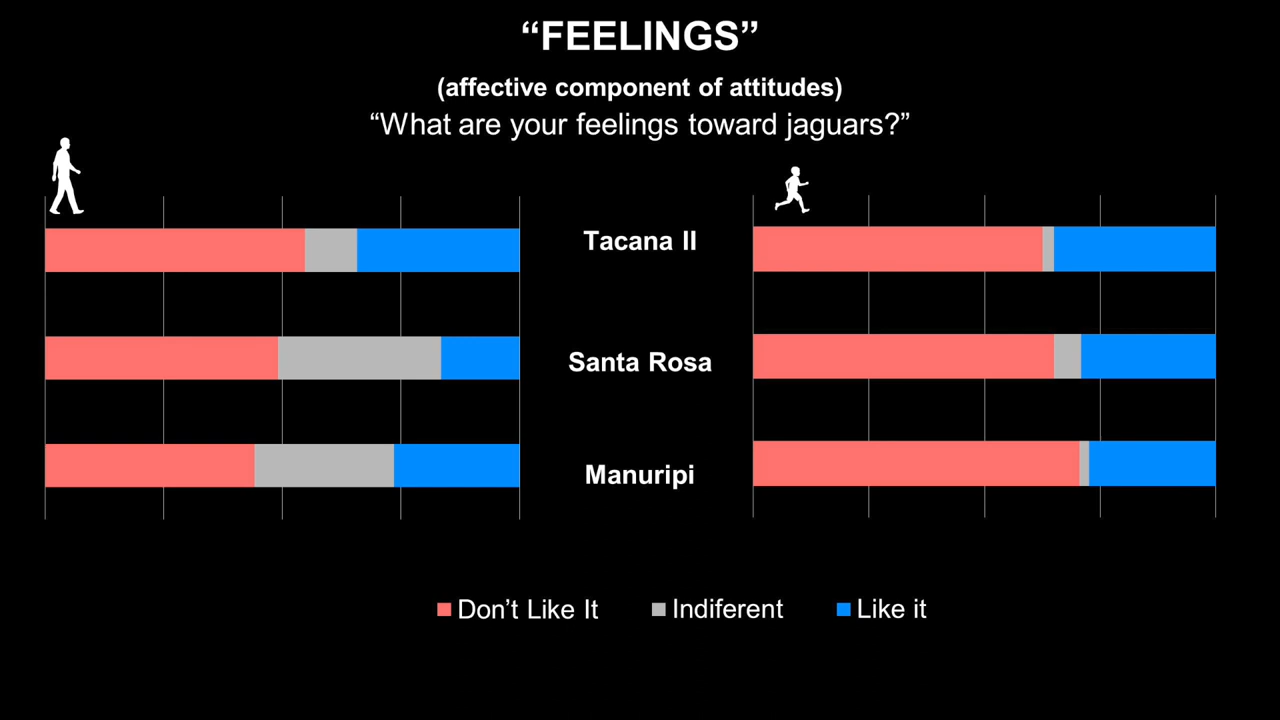 “FEELINGS”
(affective component of attitudes)
“What are your feelings toward jaguars?”
Tacana II
Santa Rosa
Manuripi
Don’t Like It
Indiferent
Like it